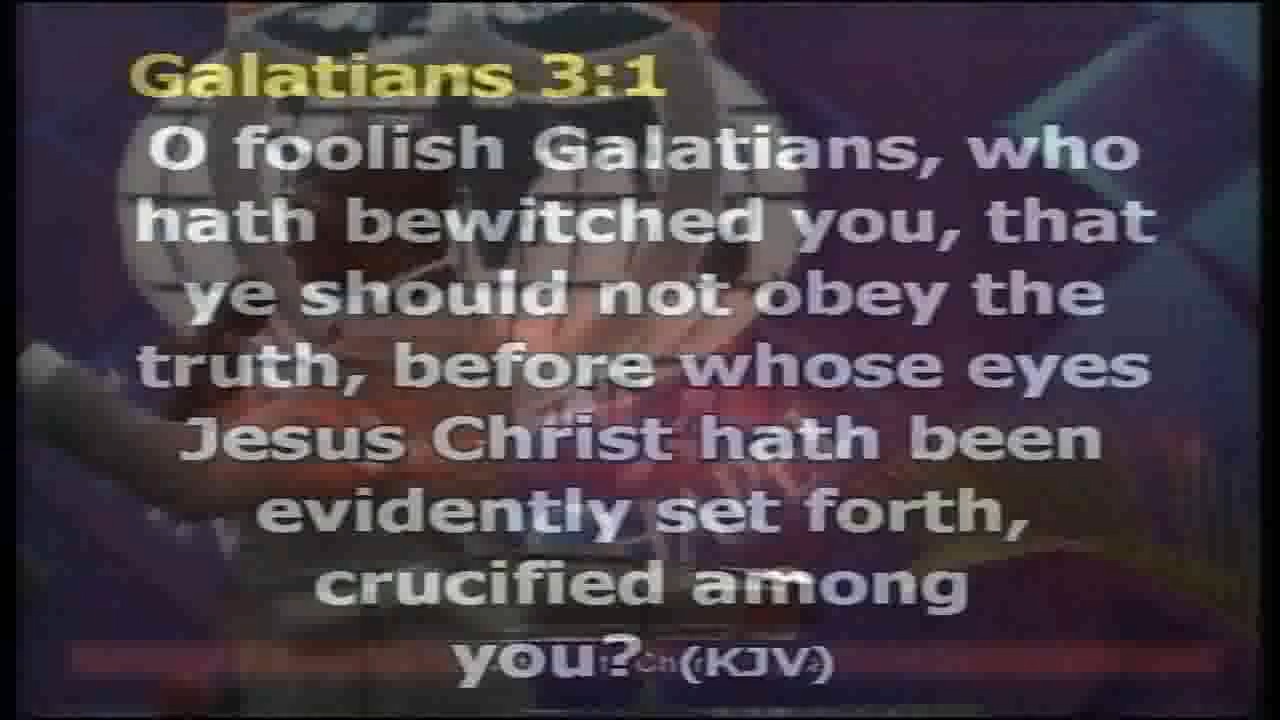 Galatians 3:1
O foolish Galatians, who
hath bewitched you, that
ye should not obey the
truth, before whose eyes
Jesus Christ hath been
evidently set forth,
crucified among
you? (KJV)